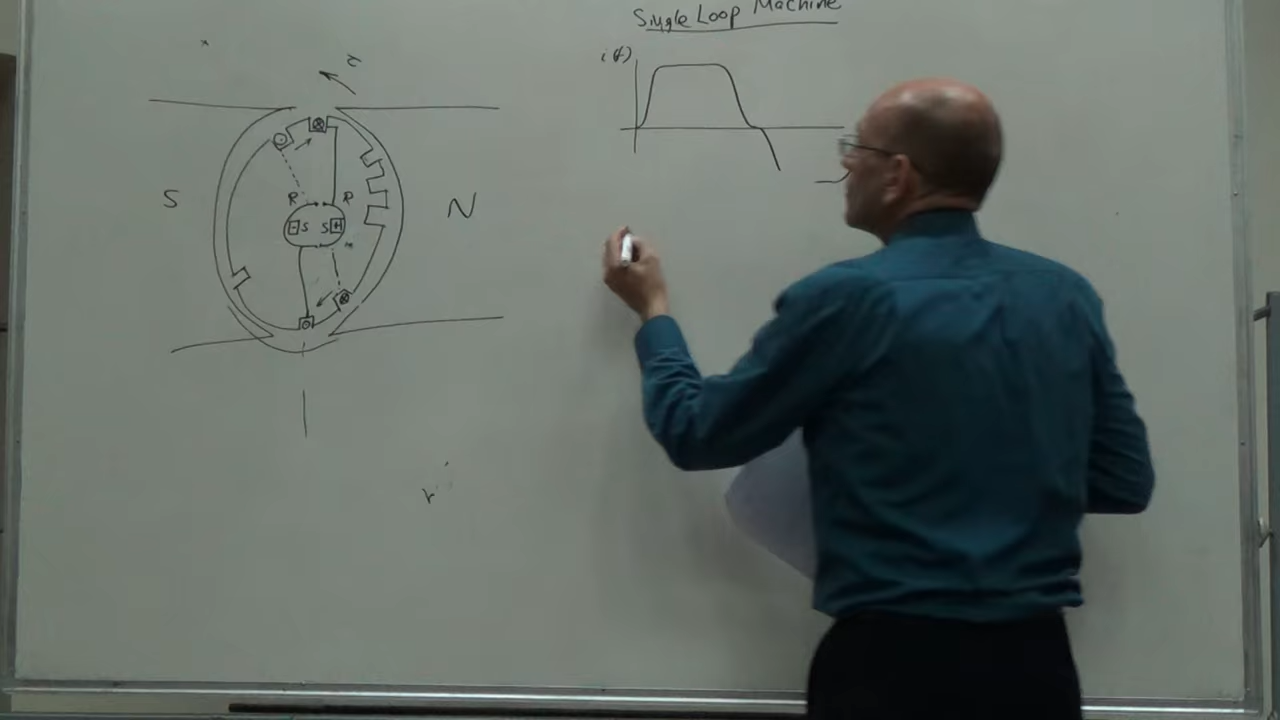 Single Loop Machine
i(t)
τ
S
N
R R
S S
r